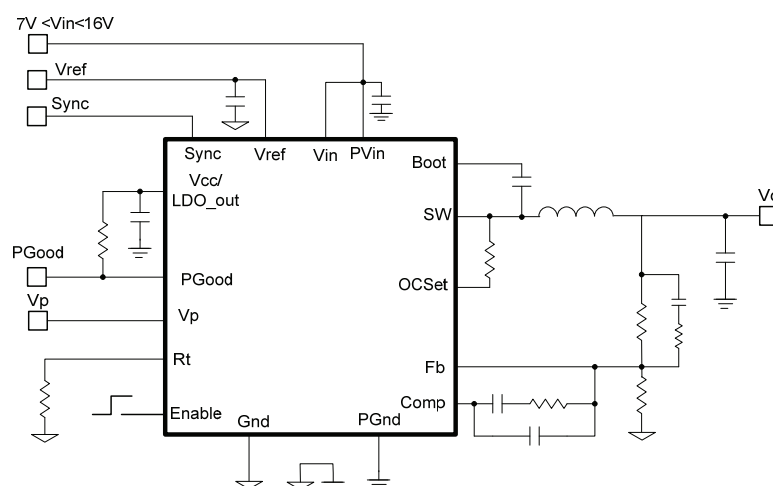 7V <Vin<16V
Vref
Sync
Sync
Vref
Vin
PVin
Boot
Vcc/
LDO_out
SW
PGood
PGood
OCSet
Vp
Vp
Rt
Fb
Comp
Enable
Gnd
PGnd